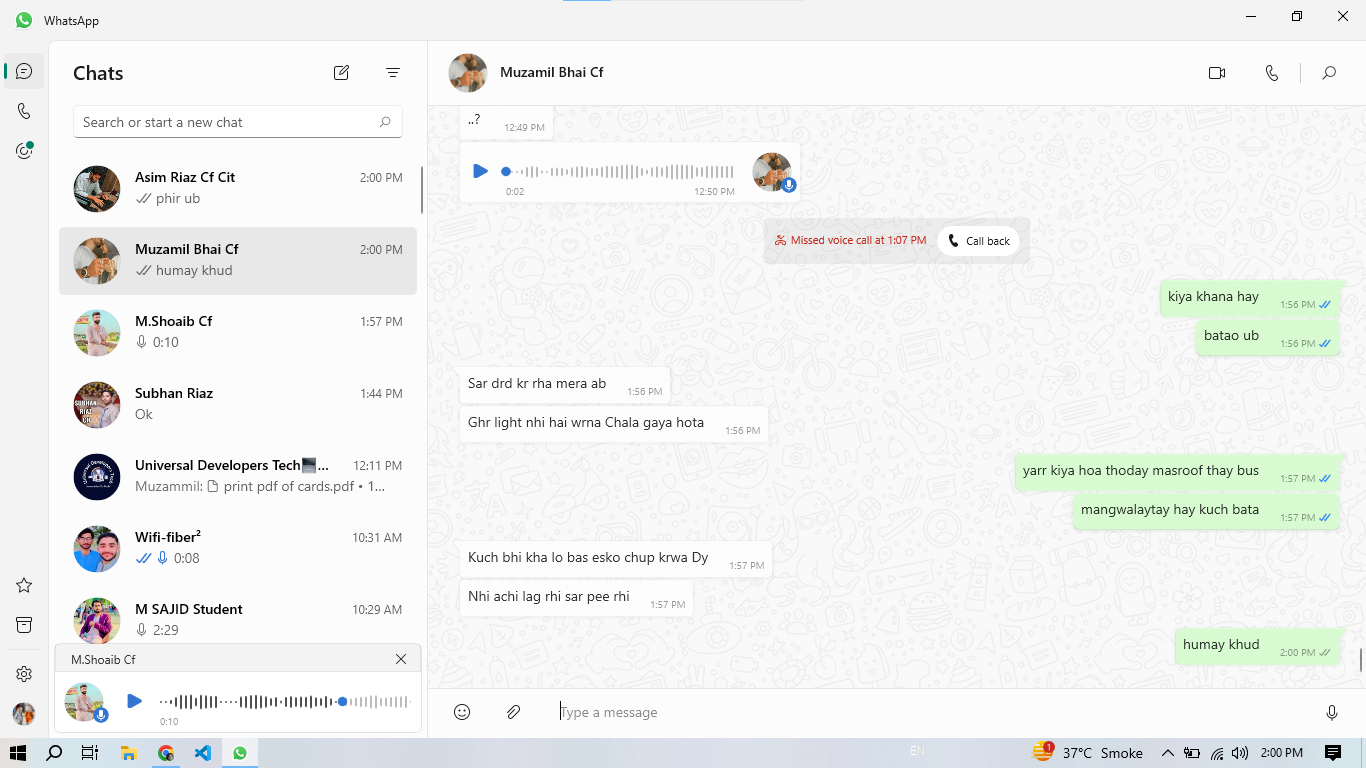 WhatsApp
Chats
Search or start a new chat
Asim Riaz Cf Cit
2:00 PM
phir ub
Muzamil Bhai Cf
2:00 PM
humay khud
M.Shoaib Cf
1:57 PM
0:10
Subhan Riaz
1:44 PM
Ok
SUBHAN
RIAZ
Universal Developers Tech...
12:11 PM
Muzammil: print pdf of cards.pdf • 1...
Wifi-fiber²
10:31 AM
0:08
M SAJID Student
10:29 AM
2:29
M.Shoaib Cf
0:10
Muzamil Bhai Cf
..?
12:49 PM
0:02
12:50 PM
Missed voice call at 1:07 PM
Call back
kiya khana hay
1:56 PM
batao ub
1:56 PM
Sar drd kr rha mera ab
1:56 PM
Ghr light nhi hai wrna Chala gaya hota
1:56 PM
yarr kiya hoa thoday masroof thay bus
1:57 PM
mangwalaytay hay kuch bata
1:57 PM
Kuch bhi kha lo bas esko chup krwa Dy
1:57 PM
Nhi achi lag rhi sar pee rhi
1:57 PM
humay khud
2:00 PM
Type a message
EN
1
37°C Smoke
2:00 PM